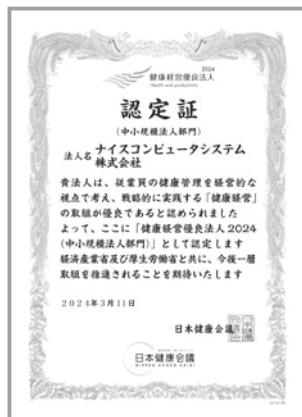 2024
健康経営優良法人
Health and productivity
認定証
(中小規模法人部門)
法人名 ナイスコンピュータシステム
株式会社
貴法人は、従業員の健康管理を経営的な
視点で考え、戦略的に実践する「健康経営」
の取組が優良であると認められました
よって、ここに「健康経営優良法人2024
(中小規模法人部門)」として認定します
経済産業省及び厚生労働省と共に、今後一層
取組を推進されることを期待いたします
2024年3月11日
日本健康会議
日本健康会議
NIPPON KENKO KAIGI